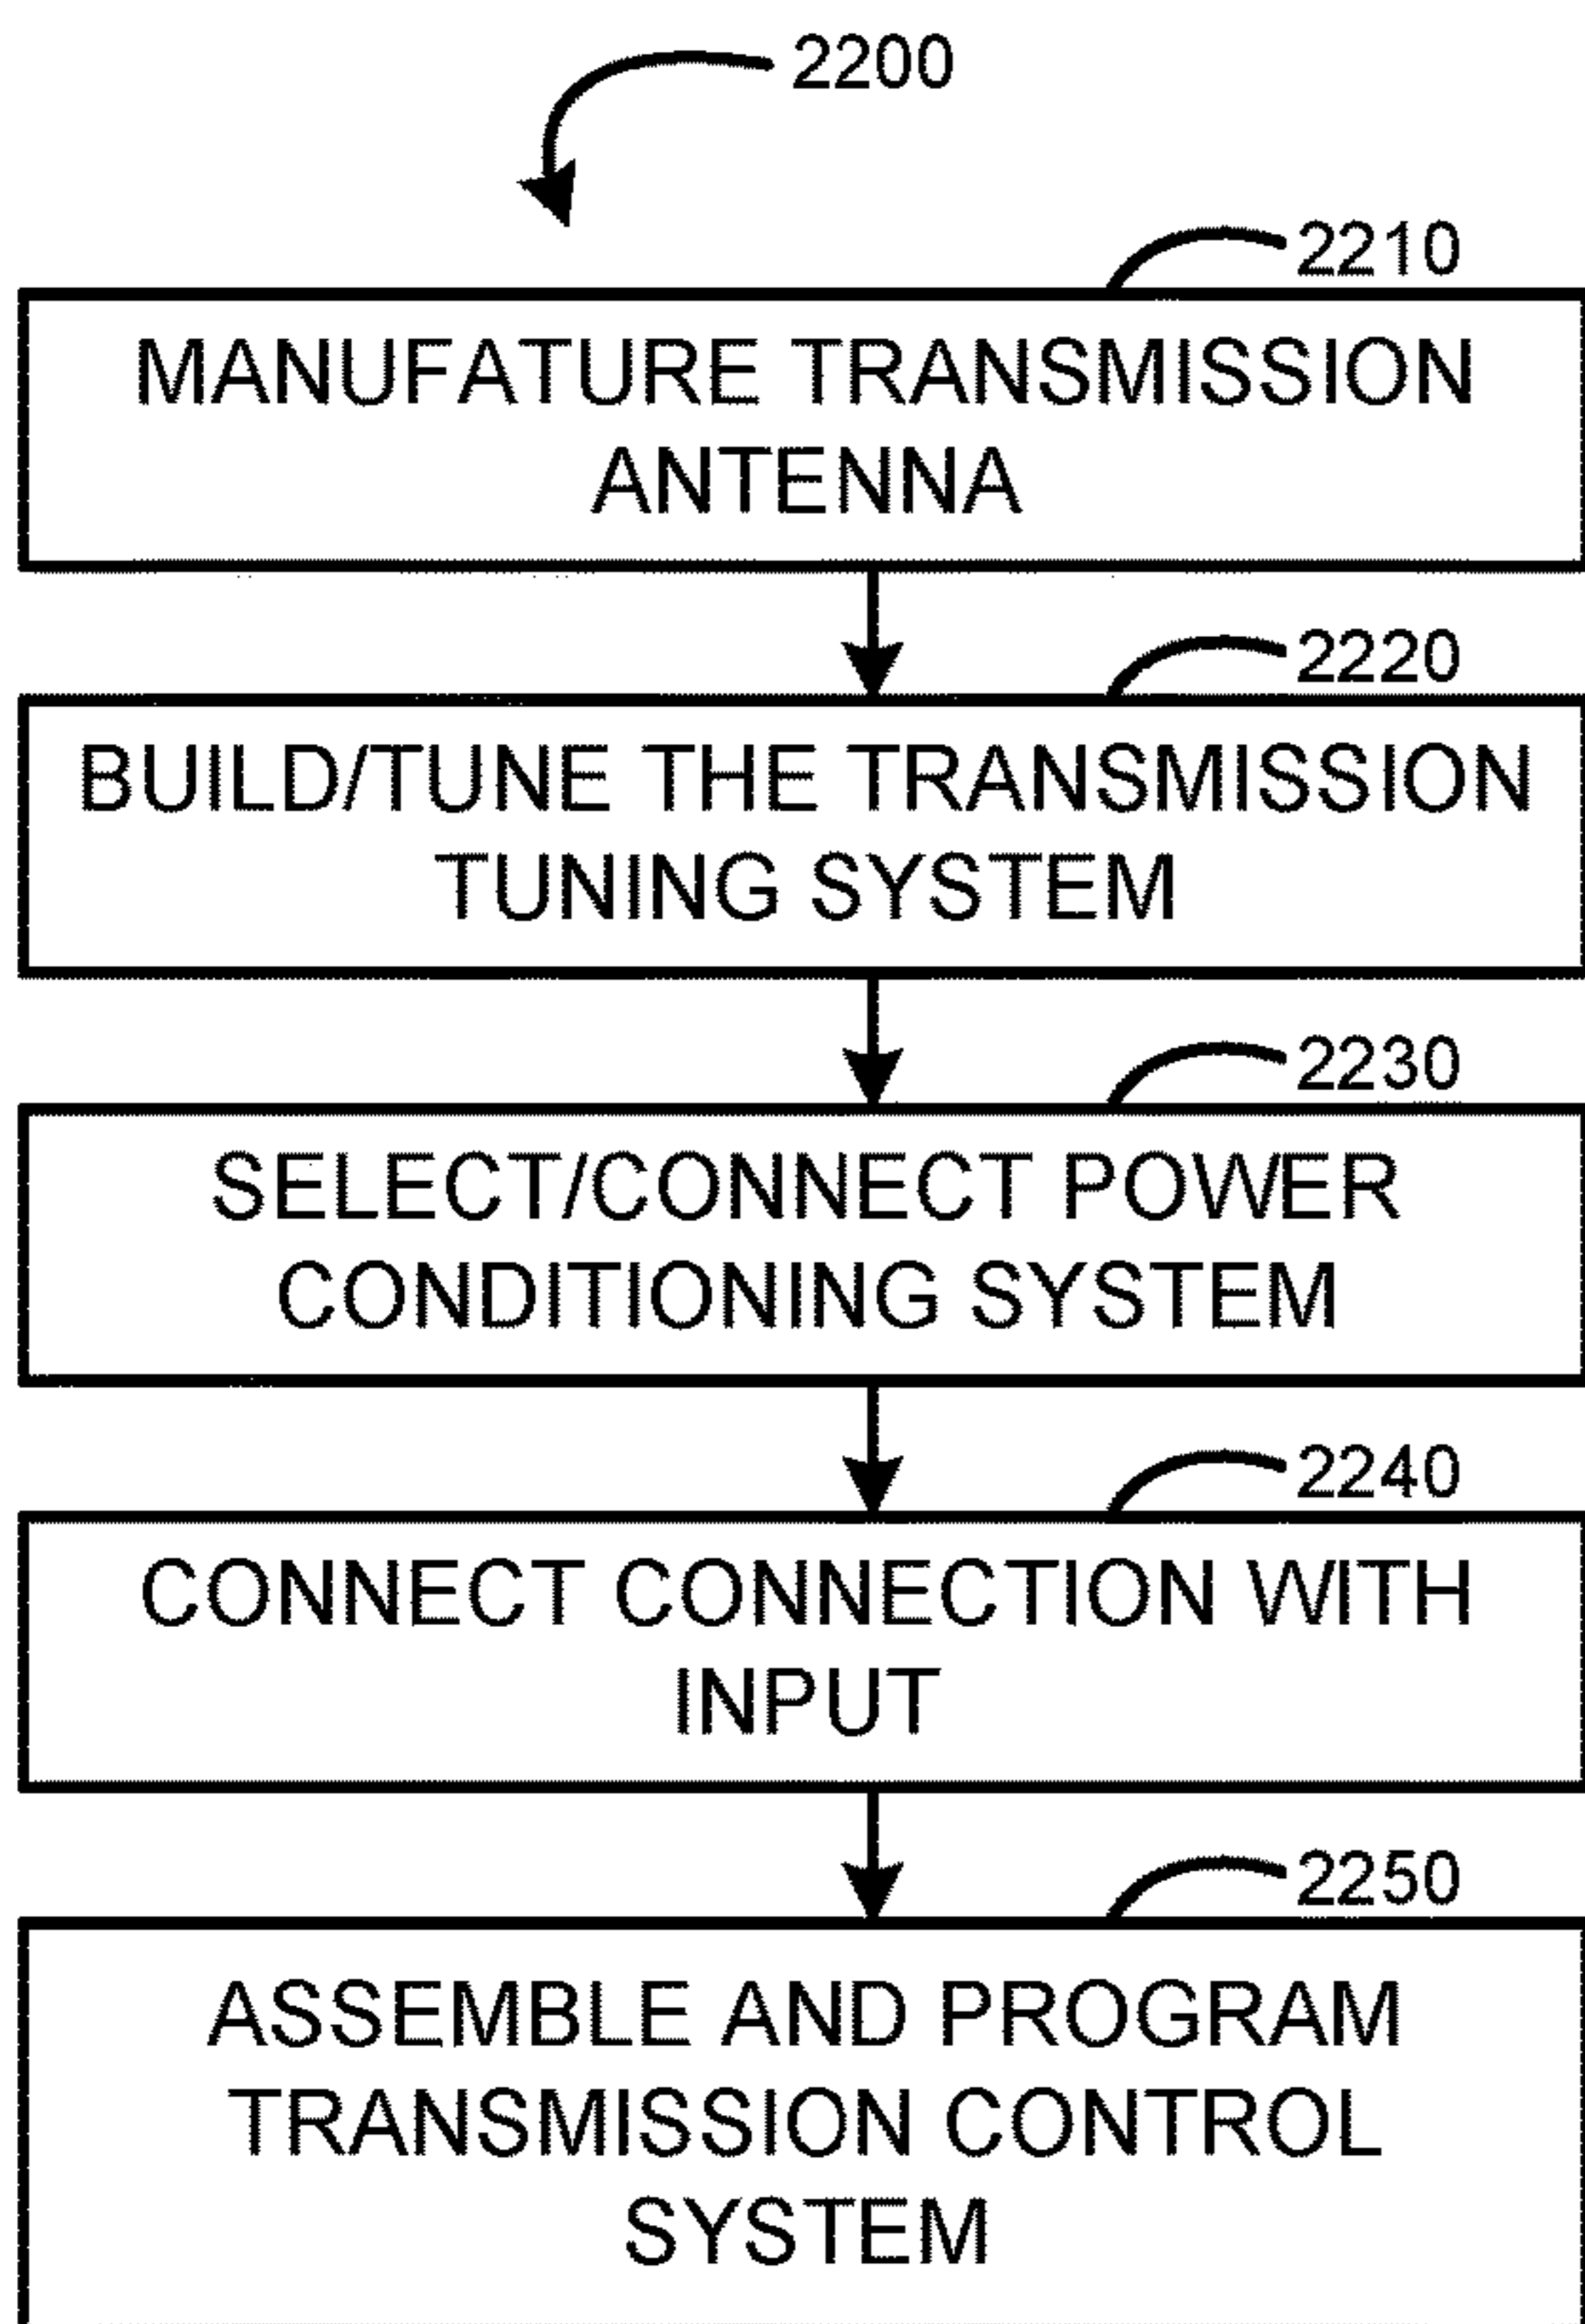 2200
2210
MANUFATURE TRANSMISSION
ANTENNA
2220
BUILD/TUNE THE TRANSMISSION
TUNING SYSTEM
2230
SELECT/CONNECT POWER
CONDITIONING SYSTEM
2240
CONNECT CONNECTION WITH
INPUT
2250
ASSEMBLE AND PROGRAM
TRANSMISSION CONTROL
SYSTEM